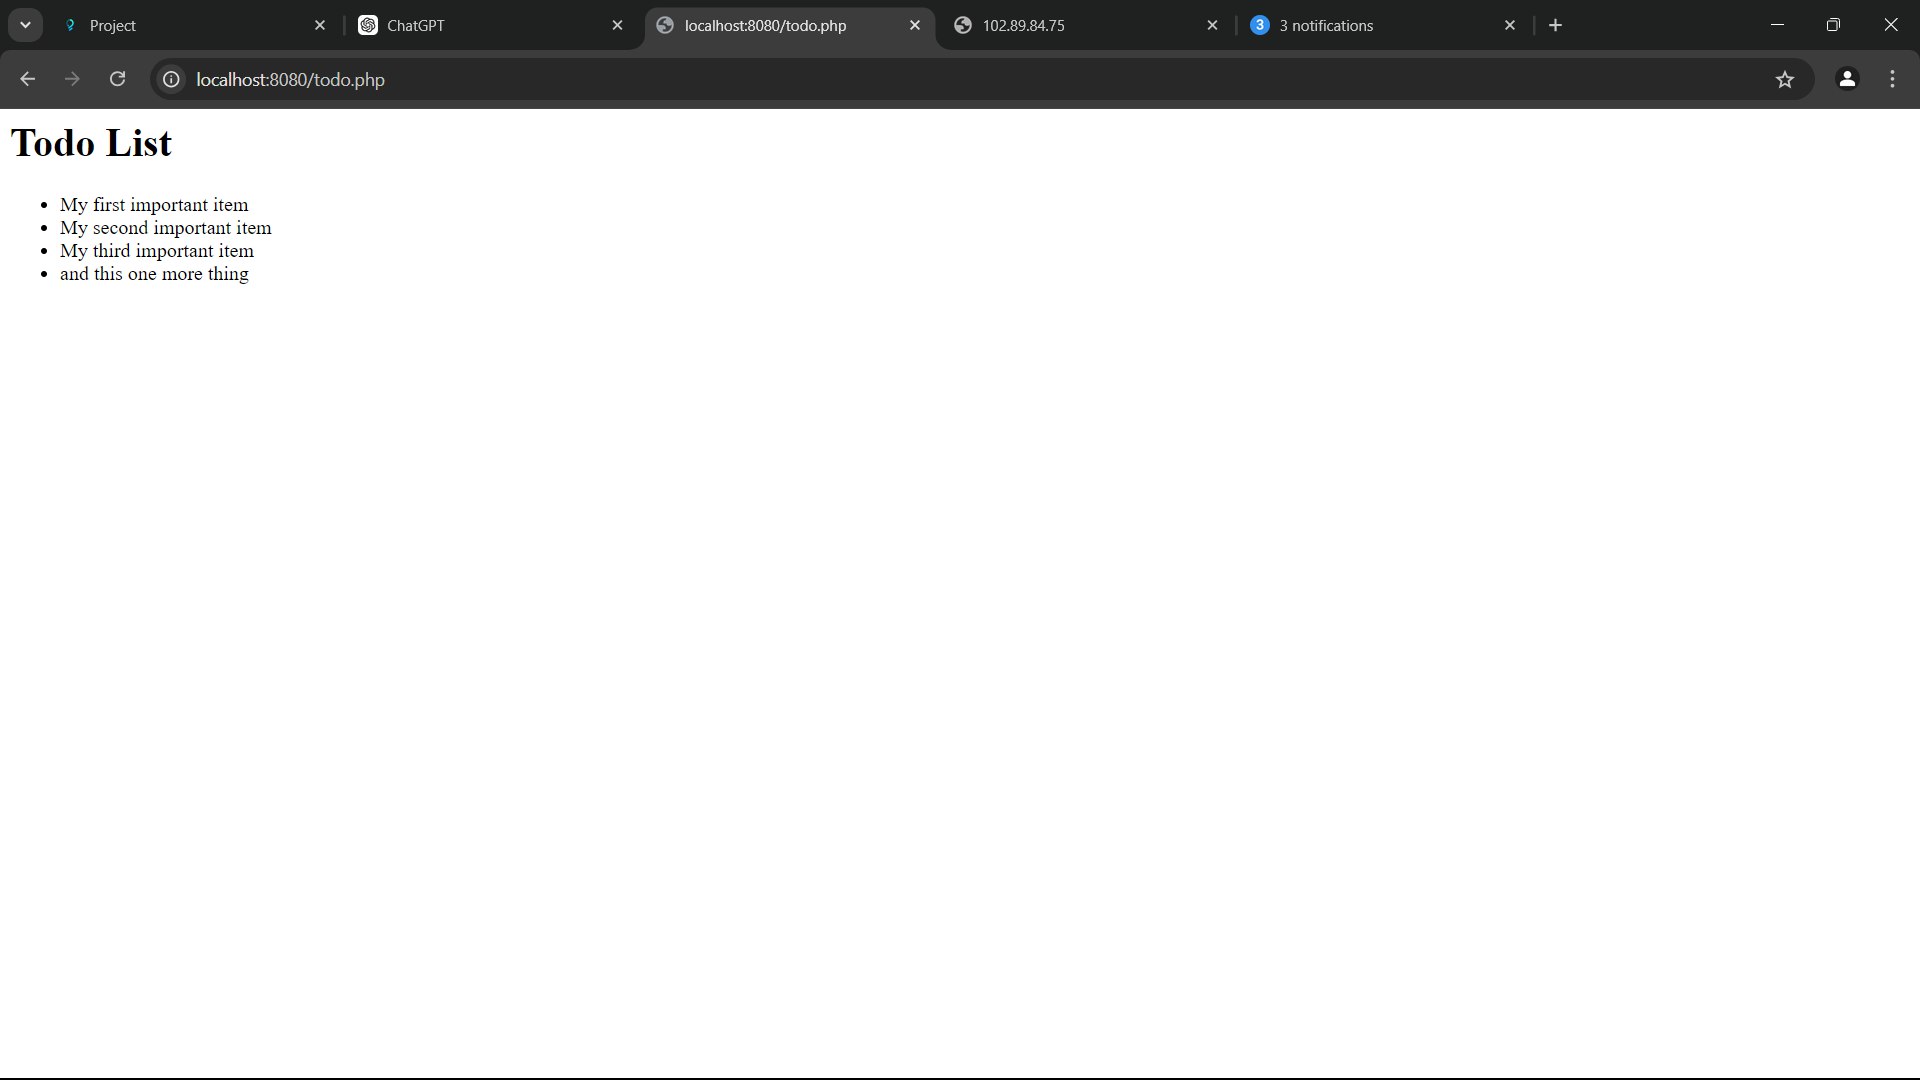 Project
ChatGPT
localhost:8080/todo.php
102.89.84.75
3
3 notifications
localhost:8080/todo.php
Todo List
My first important item
My second important item
My third important item
and this one more thing